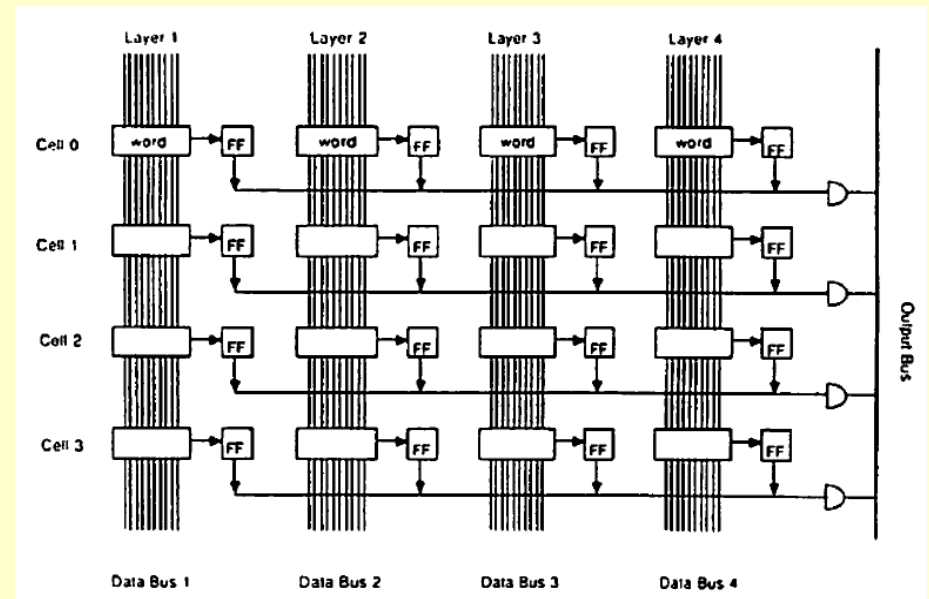 Layer 1 Layer 2 Layer 3 Layer 4
Cell 0 word FF word FF word FF word FF
Cell 1 FF FF FF FF
Cell 2 FF FF FF FF
Cell 3 FF FF FF FF
Output Bus
Data Bus 1 Data Bus 2 Data Bus 3 Data Bus 4